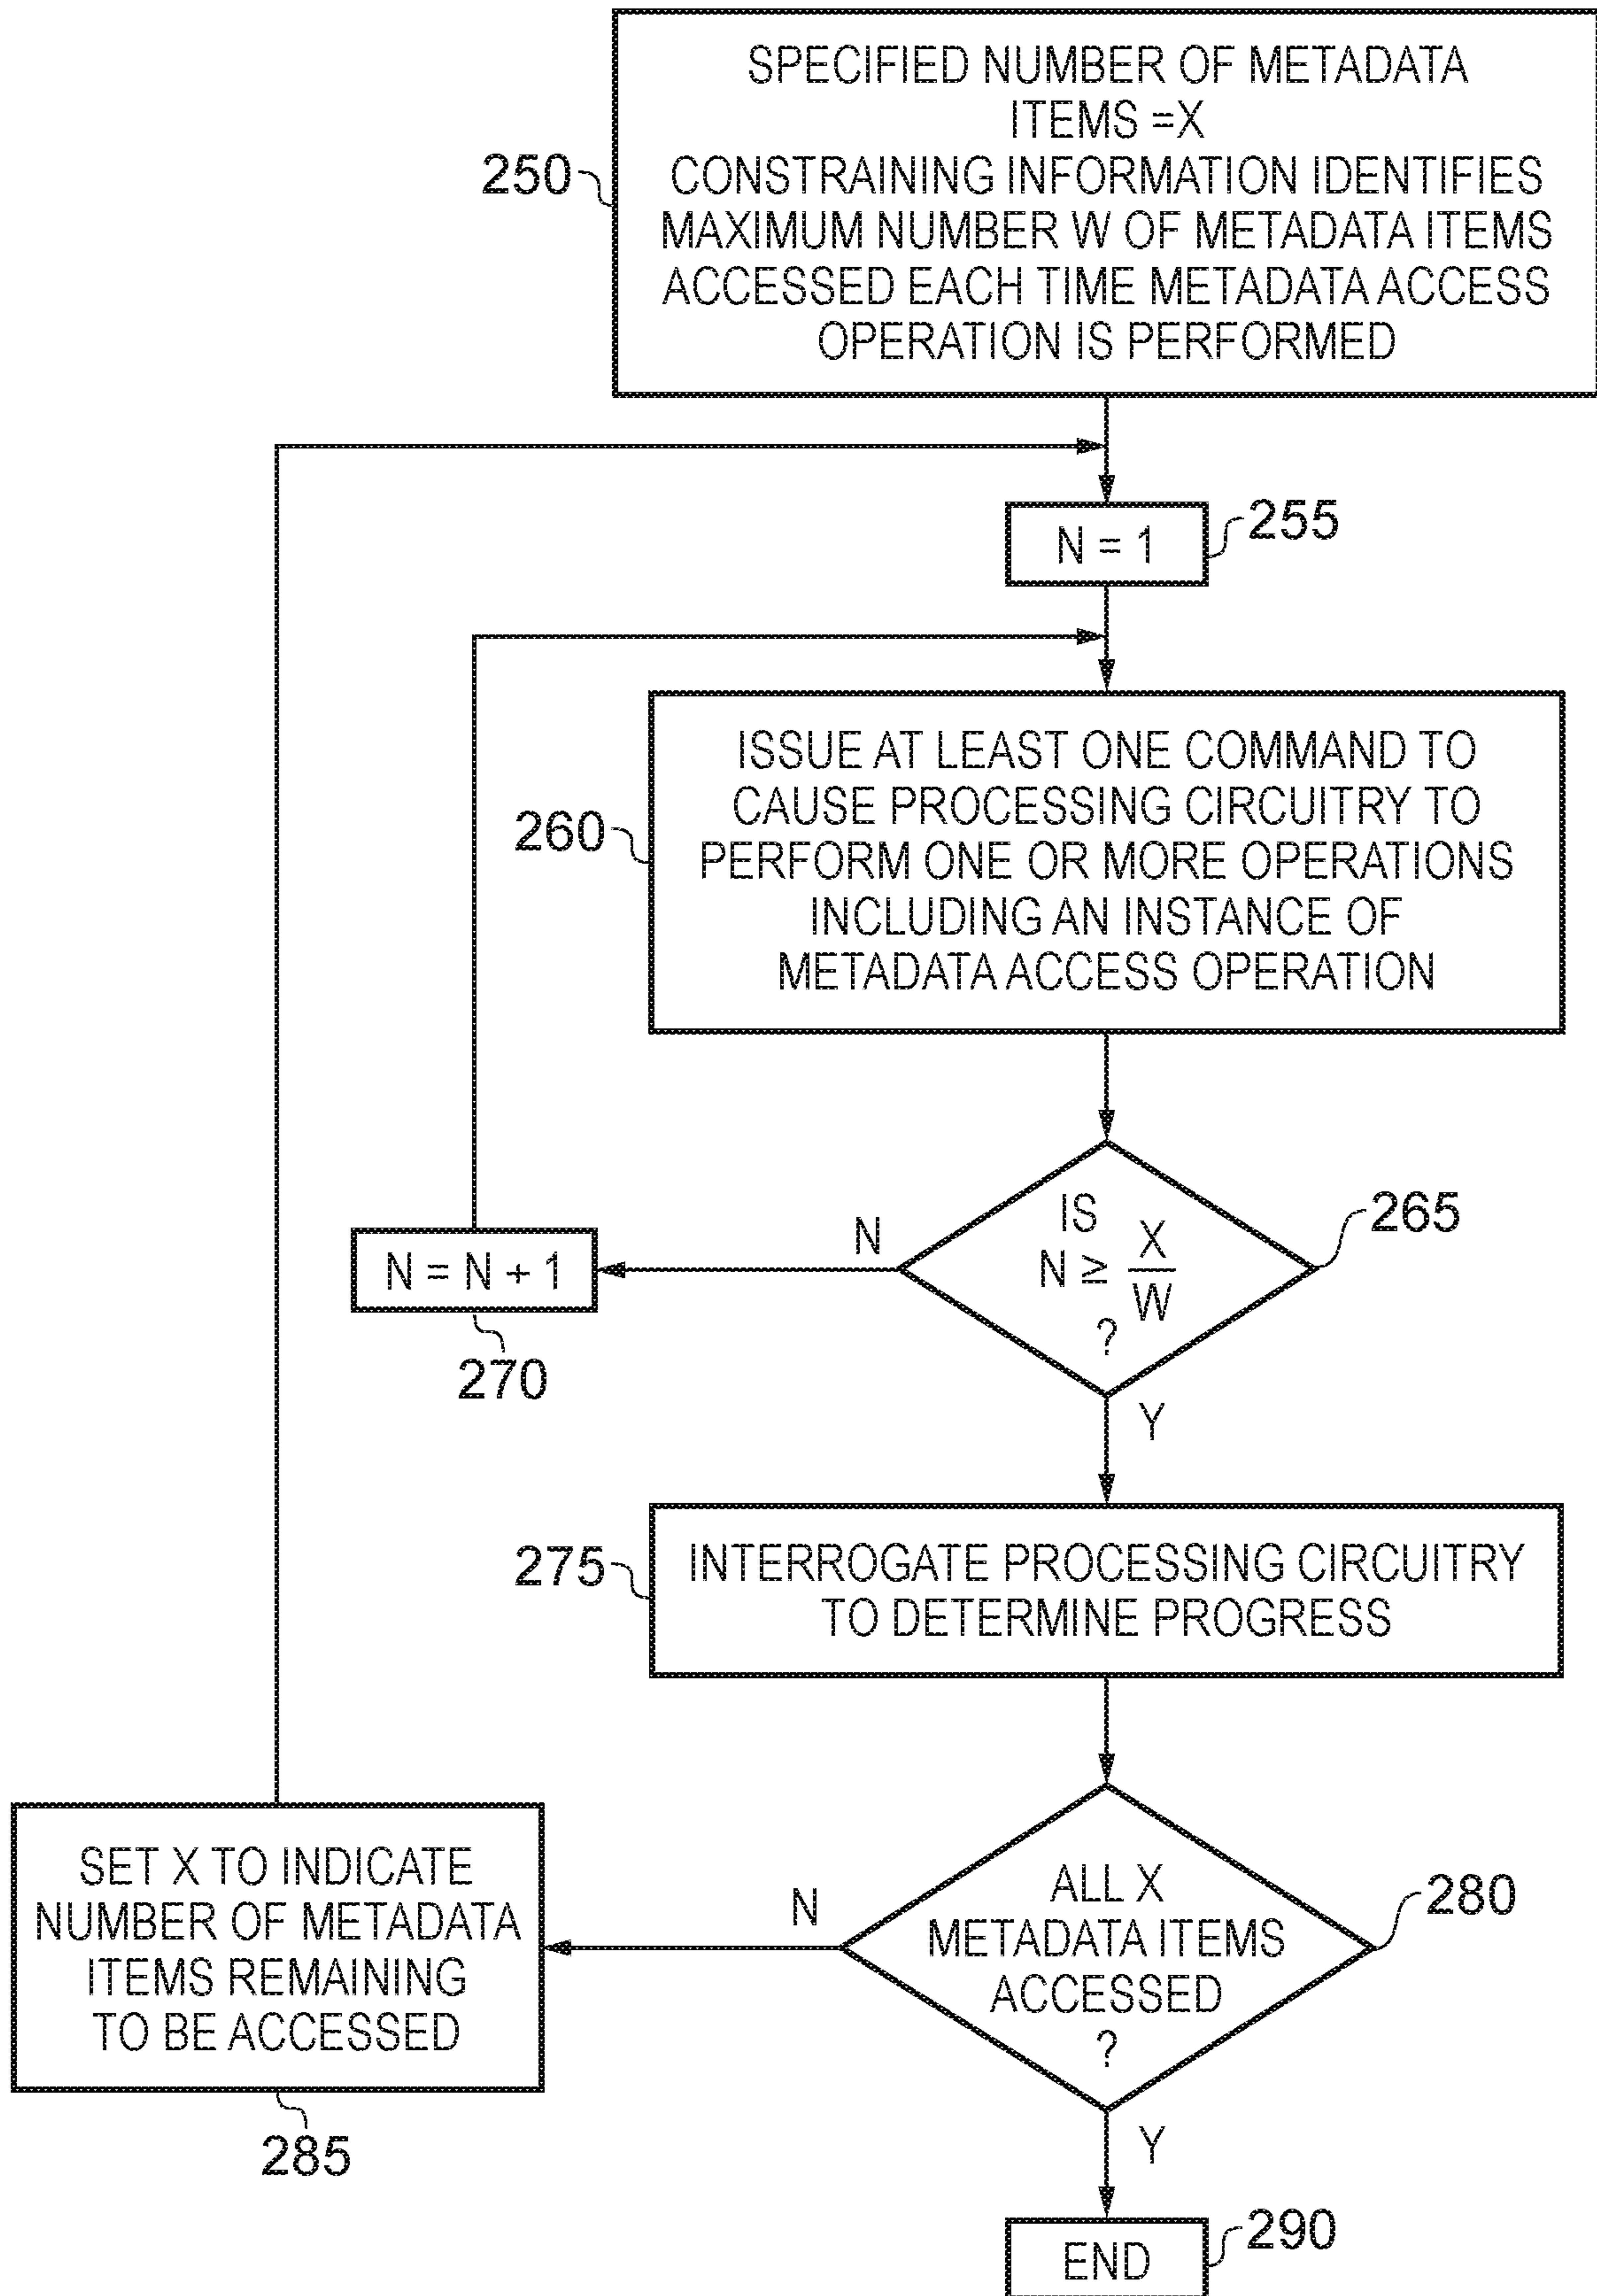 SPECIFIED NUMBER OF METADATA
ITEMS =X
CONSTRAINING INFORMATION IDENTIFIES
MAXIMUM NUMBER W OF METADATA ITEMS
ACCESSED EACH TIME METADATA ACCESS
OPERATION IS PERFORMED
250
N = 1
255
ISSUE AT LEAST ONE COMMAND TO
CAUSE PROCESSING CIRCUITRY TO
PERFORM ONE OR MORE OPERATIONS
INCLUDING AN INSTANCE OF
METADATA ACCESS OPERATION
260
IS
N ≥ X
W
?
265
N
Y
N = N + 1
270
INTERROGATE PROCESSING CIRCUITRY
TO DETERMINE PROGRESS
275
ALL X
METADATA ITEMS
ACCESSED
?
280
N
Y
SET X TO INDICATE
NUMBER OF METADATA
ITEMS REMAINING
TO BE ACCESSED
285
END
290